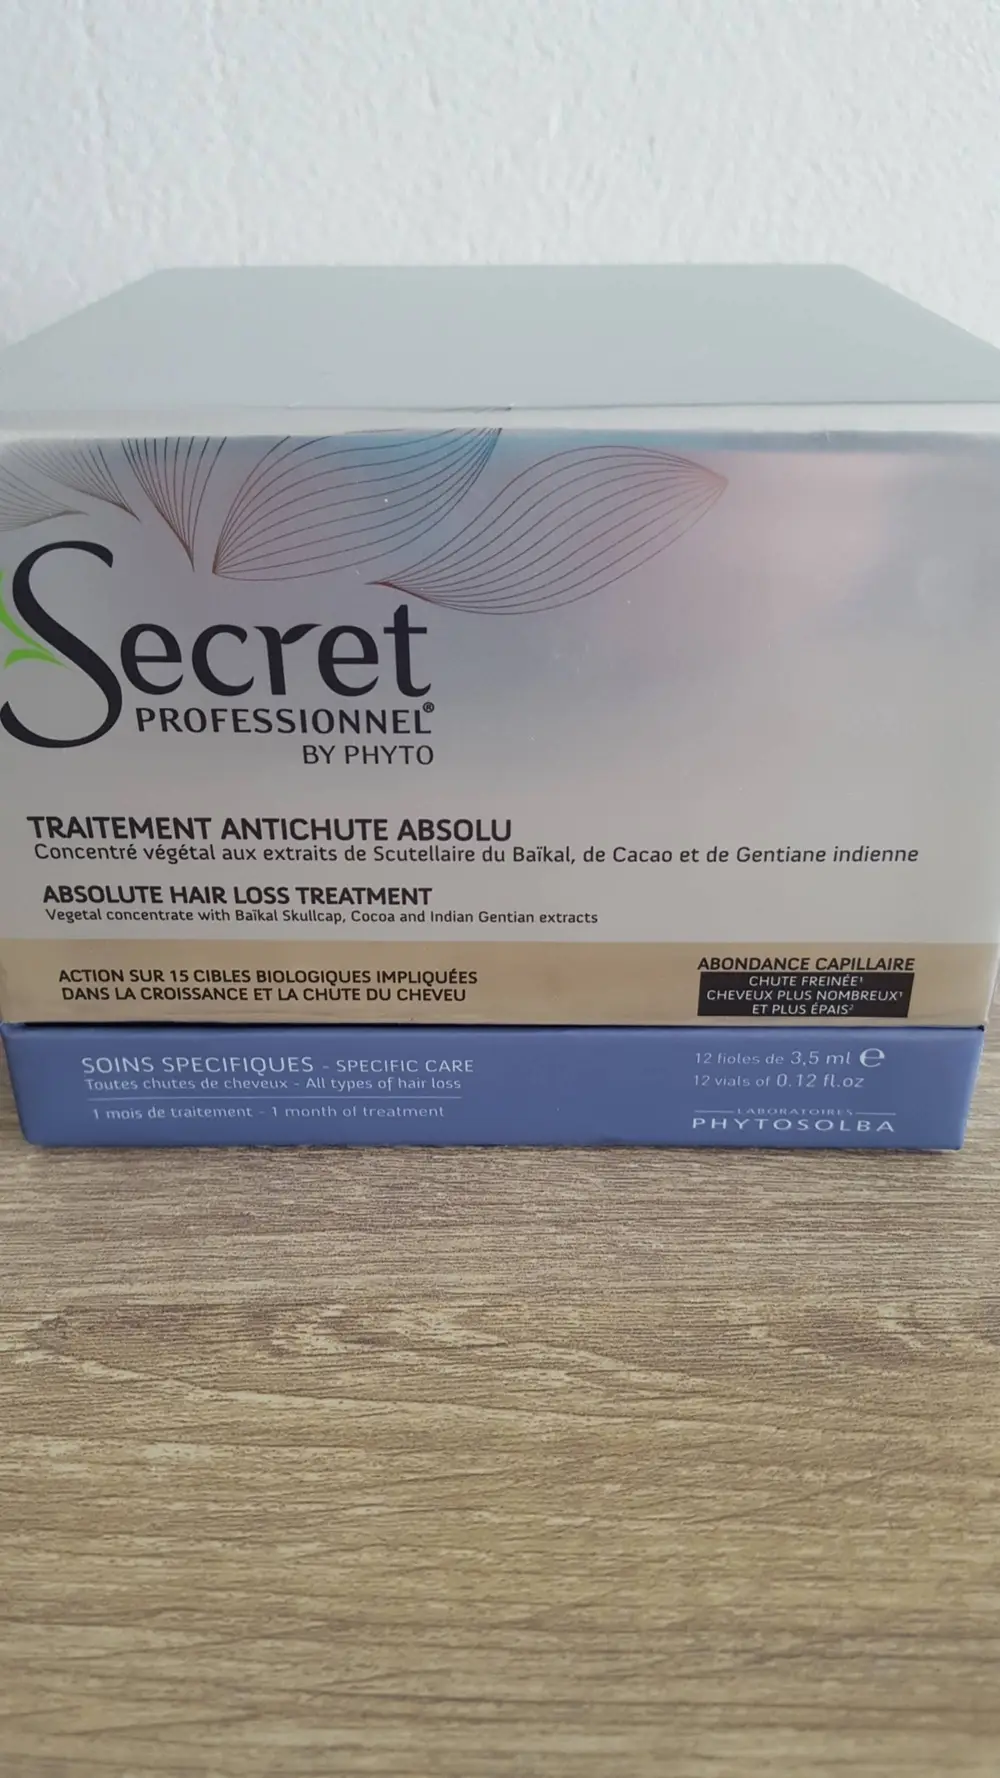 Secret
PROFESSIONNEL®
BY PHYTO
TRAITEMENT ANTICHUTE ABSOLU
Concentré végétal aux extraits de Scutellaire du Baïkal, de Cacao et de Gentiane indienne
ABSOLUTE HAIR LOSS TREATMENT
Vegetal concentrate with Baïkal Skullcap, Cocoa and Indian Gentian extracts
ACTION SUR 15 CIBLES BIOLOGIQUES IMPLIQUÉES
DANS LA CROISSANCE ET LA CHUTE DU CHEVEU
ABONDANCE CAPILLAIRE
CHUTE FREINÉE¹
CHEVEUX PLUS NOMBREUX¹
ET PLUS ÉPAIS²
SOINS SPECIFIQUES - SPECIFIC CARE
Toutes chutes de cheveux - All types of hair loss
1 mois de traitement - 1 month of treatment
12 fioles de 3,5 ml ℮
12 vials of 0.12 fl.oz
LABORATOIRES
PHYTOSOLBA